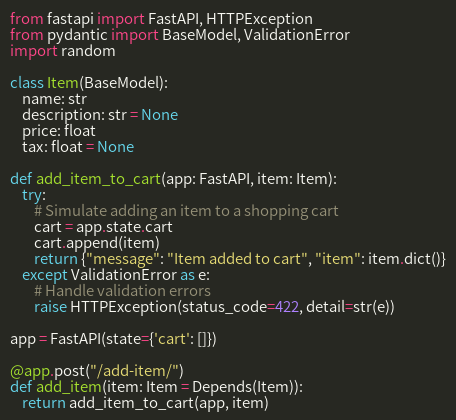 from fastapi import FastAPI, HTTPException
from pydantic import BaseModel, ValidationError
import random

class Item(BaseModel):
    name: str
    description: str = None
    price: float
    tax: float = None

def add_item_to_cart(app: FastAPI, item: Item):
    try:
        # Simulate adding an item to a shopping cart
        cart = app.state.cart
        cart.append(item)
        return {"message": "Item added to cart", "item": item.dict()}
    except ValidationError as e:
        # Handle validation errors
        raise HTTPException(status_code=422, detail=str(e))

app = FastAPI(state={'cart': []})

@app.post("/add-item/")
def add_item(item: Item = Depends(Item)):
    return add_item_to_cart(app, item)